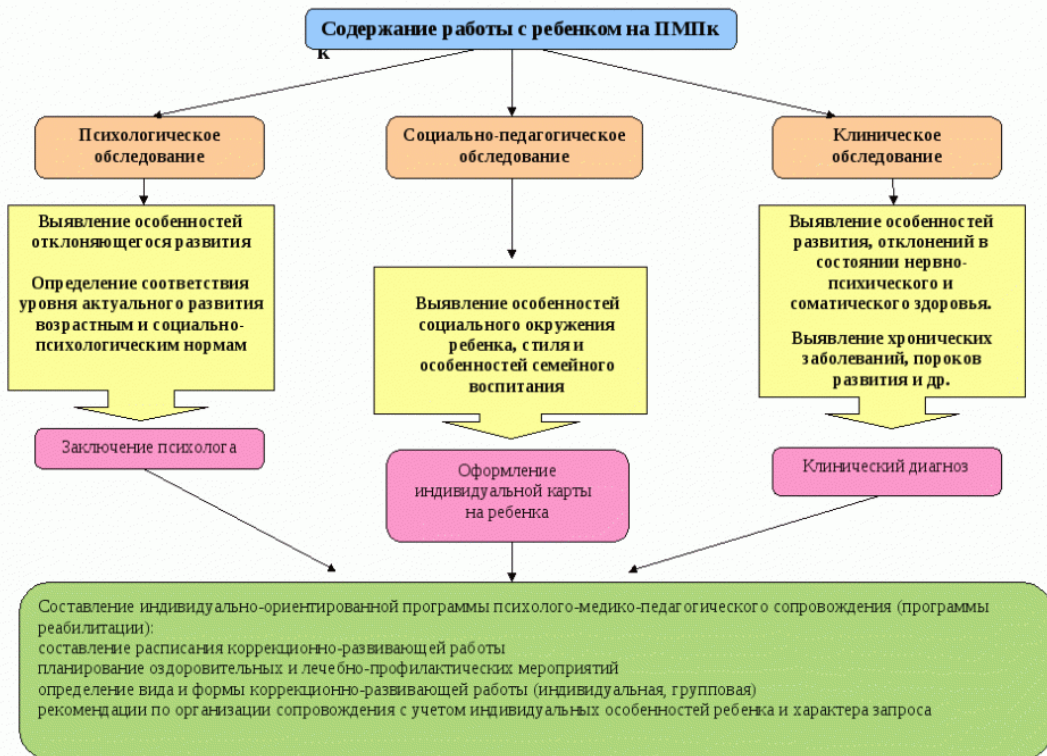 Содержание работы с ребенком на ПМПк
к
Психологическое
обследование
Социально-педагогическое
обследование
Клиническое
обследование
Выявление особенностей
отклоняющегося развития
Определение соответствия
уровня актуального развития
возрастным и социально-
психологическим нормам
Выявление особенностей
социального окружения
ребенка, стиля и
особенностей семейного
воспитания
Выявление особенностей
развития, отклонений в
состоянии нервно-
психического и
соматического здоровья.
Выявление хронических
заболеваний, пороков
развития и др.
Заключение психолога
Оформление
индивидуальной карты
на ребенка
Клинический диагноз
Составление индивидуально-ориентированной программы психолого-медико-педагогического сопровождения (программы
реабилитации):
составление расписания коррекционно-развивающей работы
планирование оздоровительных и лечебно-профилактических мероприятий
определение вида и формы коррекционно-развивающей работы (индивидуальная, групповая)
рекомендации по организации сопровождения с учетом индивидуальных особенностей ребенка и характера запроса